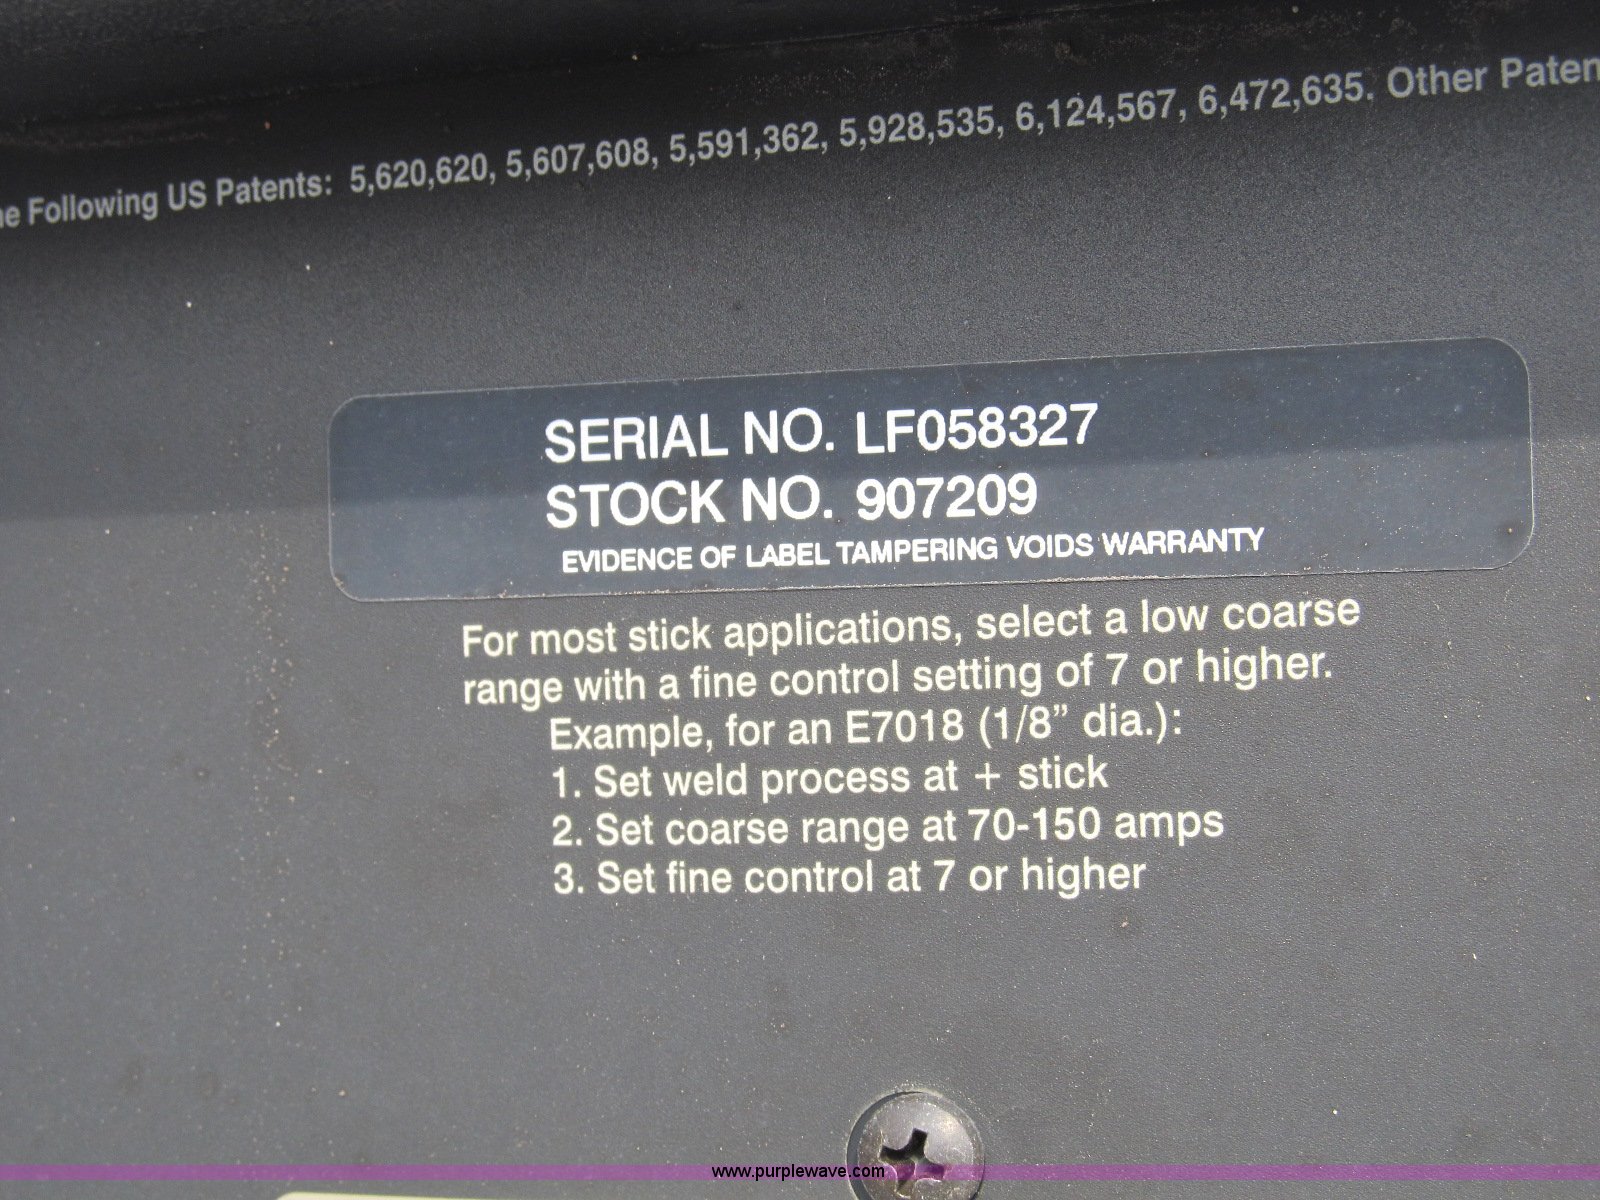 Following US Patents: 5,620,620, 5,607,608, 5,591,362, 5,928,535, 6,124,567, 6,472,635. Other
SERIAL NO. LF058327
STOCK NO. 907209
EVIDENCE OF LABEL TAMPERING VOIDS WARRANTY
For most stick applications, select a low coarse
range with a fine control setting of 7 or higher.
Example, for an E7018 (1/8” dia.):
1. Set weld process at + stick
2. Set coarse range at 70-150 amps
3. Set fine control at 7 or higher
www.purplewave.com